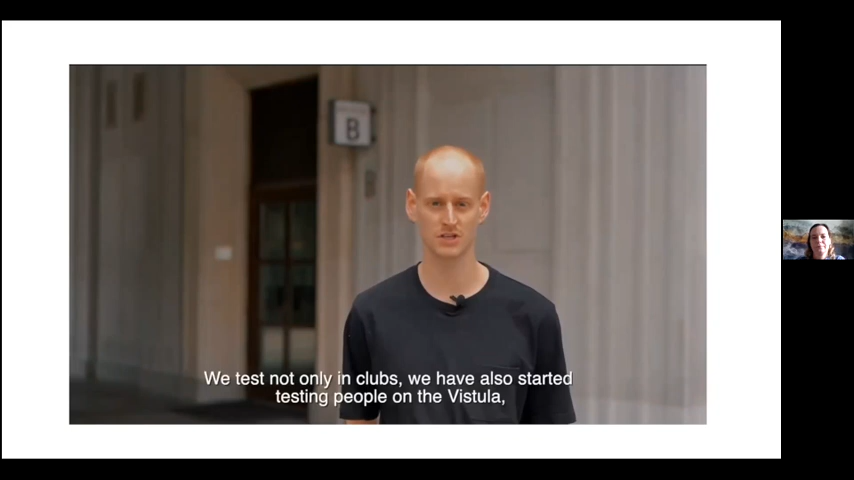 B
We test not only in clubs, we have also started
testing people on the Vistula,